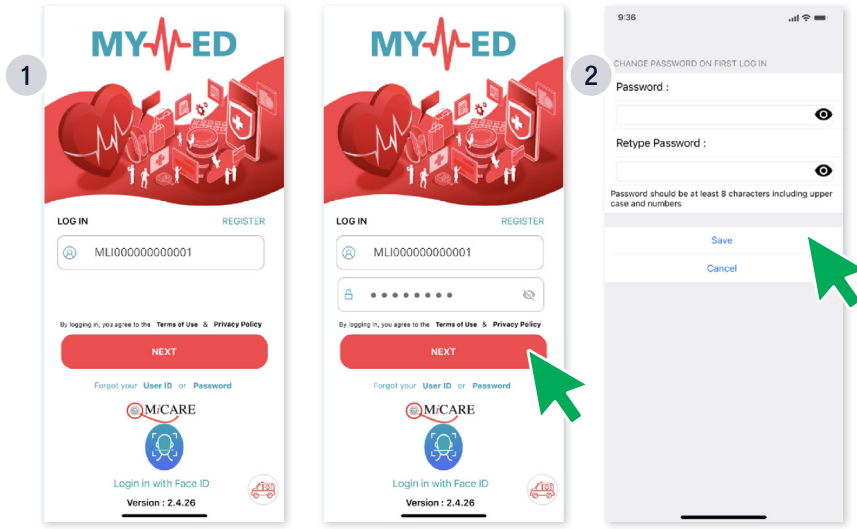 1
MY ED
LOG IN REGISTER
MLI000000000001
By logging in, you agree to the Terms of Use & Privacy Policy
NEXT
Forgot your User ID or Password
MiCARE
Login in with Face ID
Version : 2.4.26
MY ED
LOG IN REGISTER
MLI000000000001
By logging in, you agree to the Terms of Use & Privacy Policy
NEXT
Forgot your User ID or Password
MiCARE
Login in with Face ID
Version : 2.4.26
2
9:36
CHANGE PASSWORD ON FIRST LOG IN
Password :
Retype Password :
Password should be at least 8 characters including upper
case and numbers
Save
Cancel